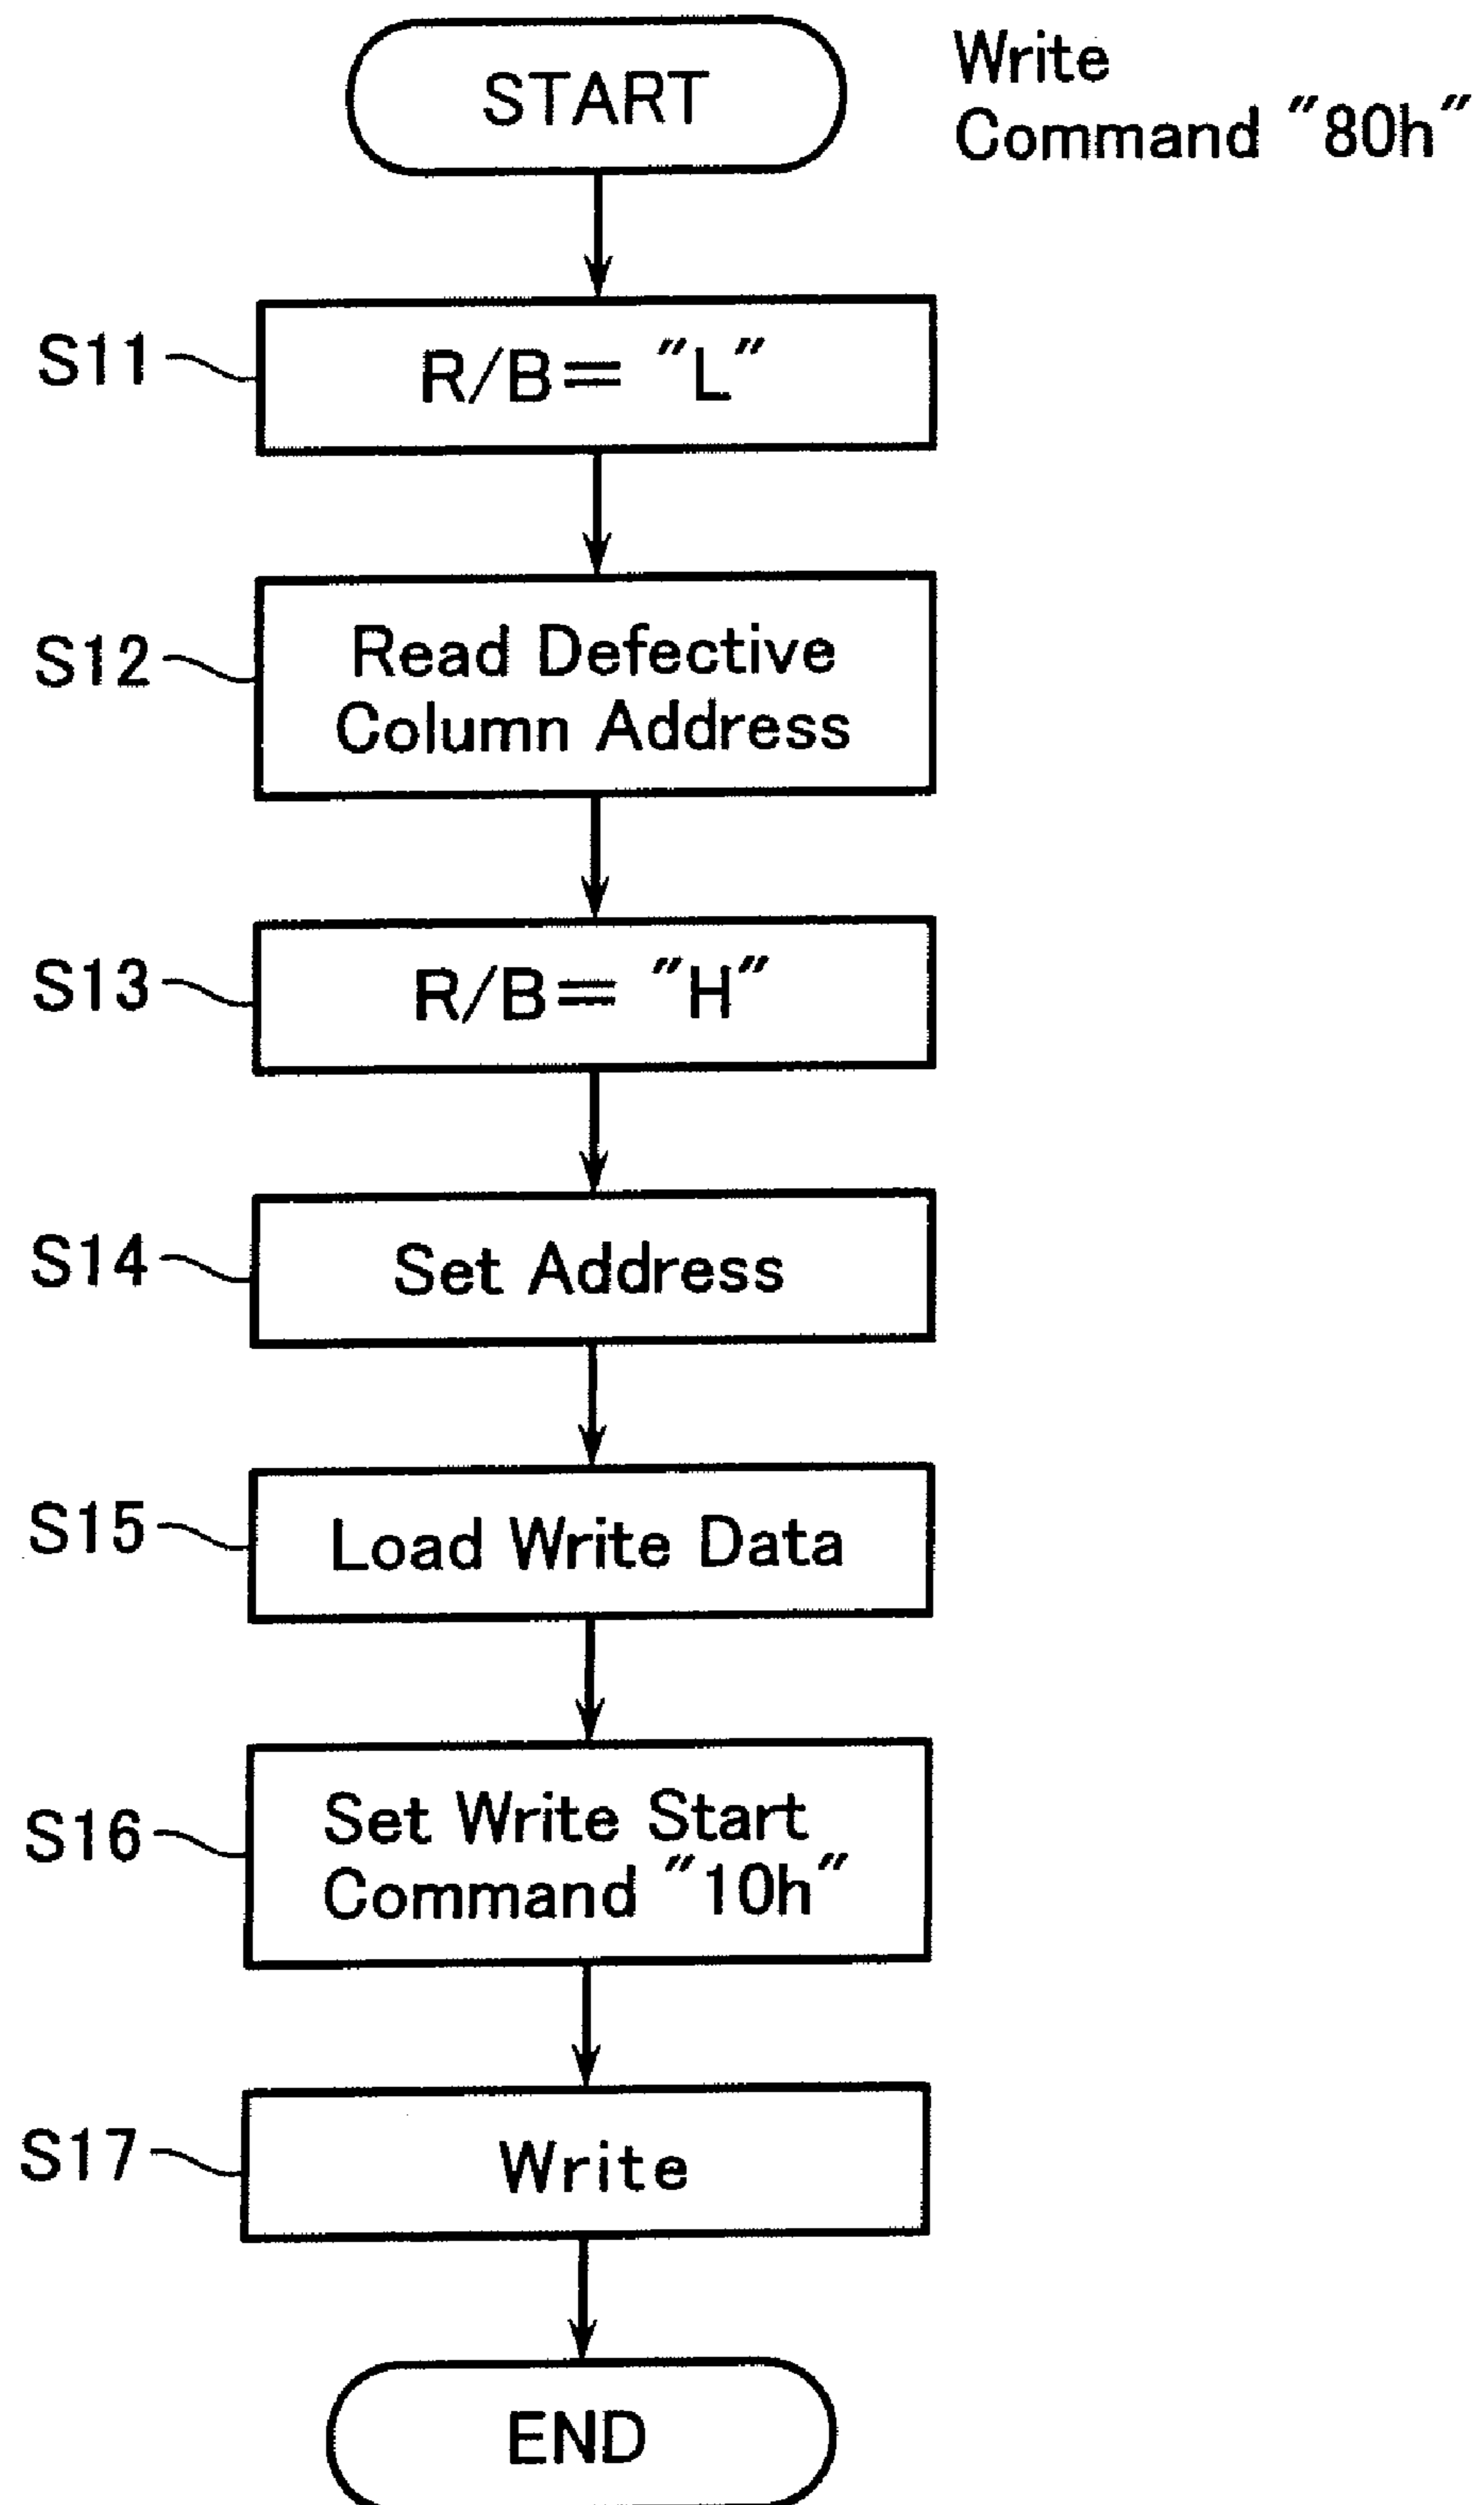 START
Write
Command "80h"
S11
R/B= "L"
S12
Read Defective
Column Address
S13
R/B= "H"
S14
Set Address
S15
Load Write Data
S16
Set Write Start
Command "10h"
S17
Write
END